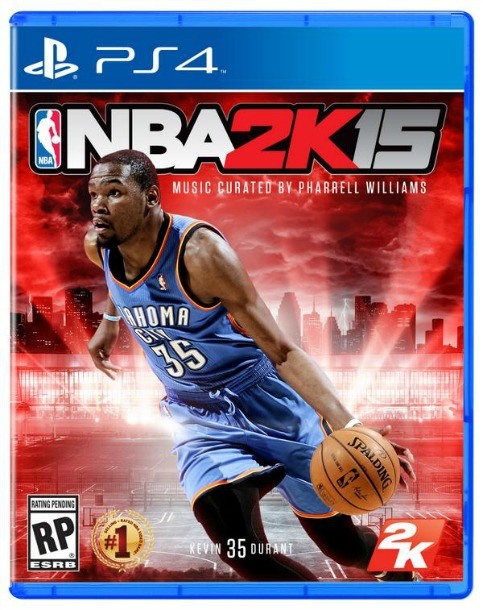 PS4
NBA
NBA2K15
MUSIC CURATED BY PHARRELL WILLIAMS
AHOMA
CITY
35
SPALDING
RATING PENDING
RP
ESRB
#1
KEVIN 35 DURANT
2K